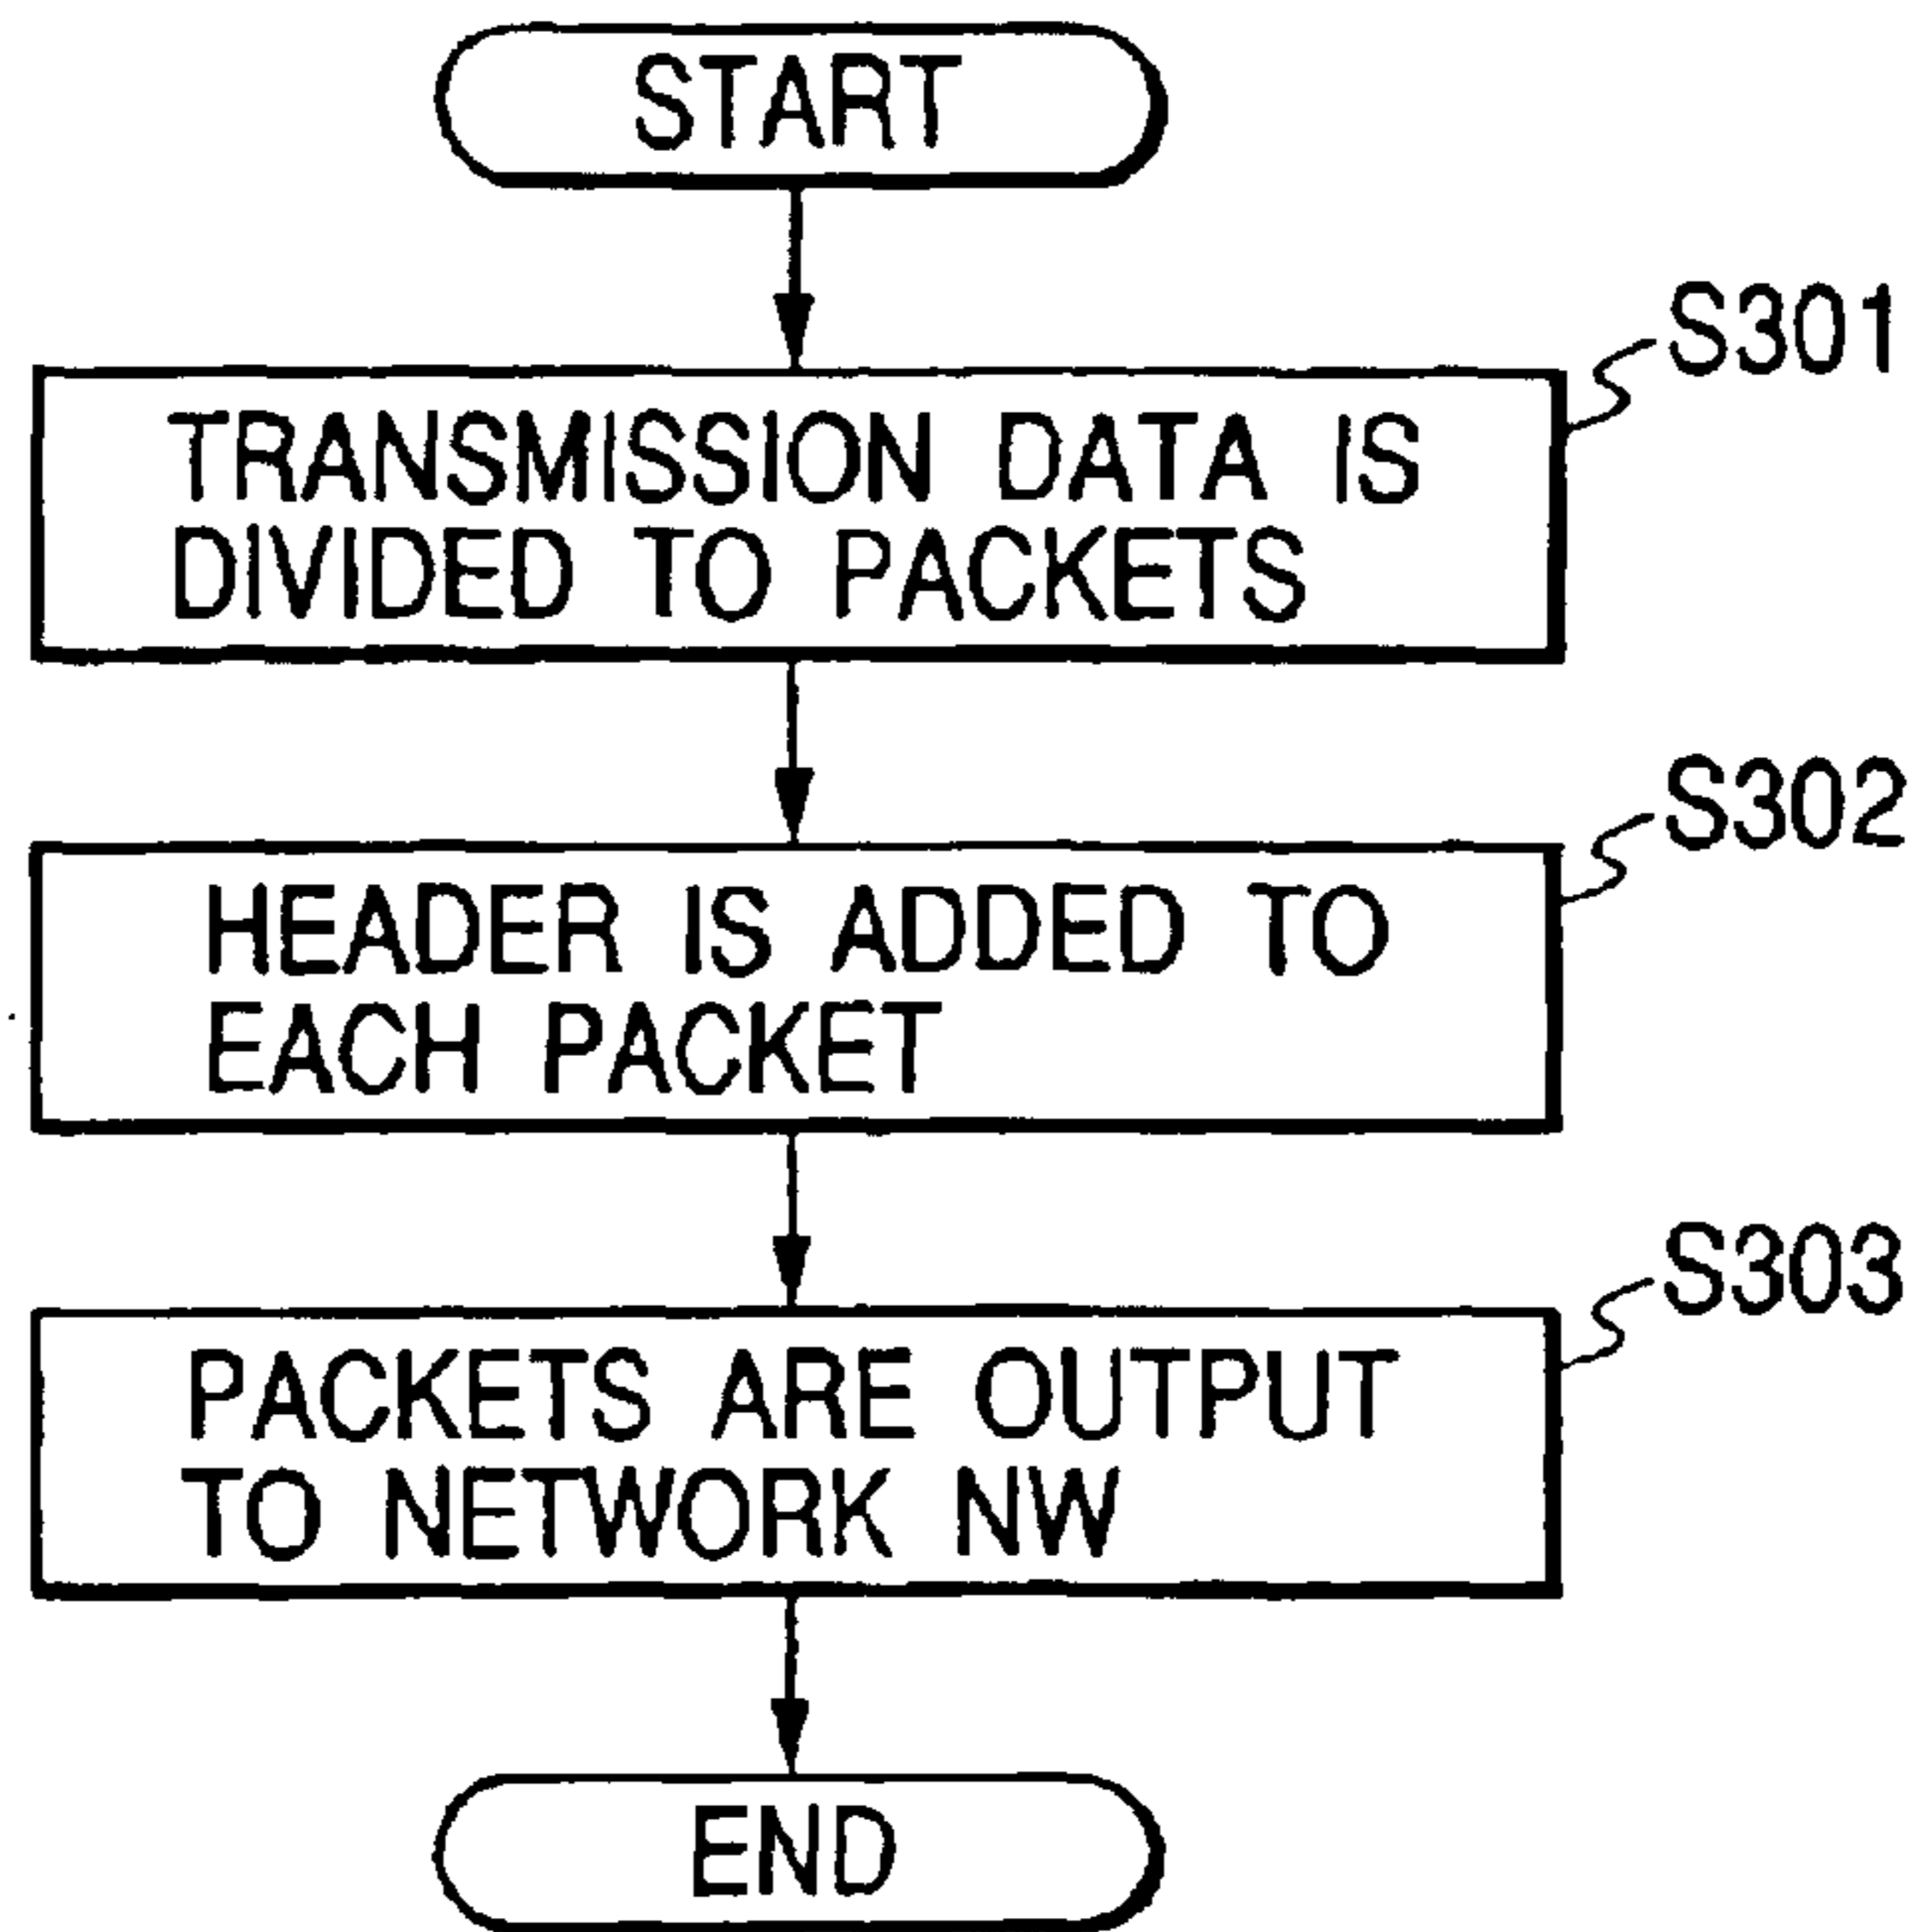 START
S301
TRANSMISSION DATA IS
DIVIDED TO PACKETS
S302
HEADER IS ADDED TO
EACH PACKET
S303
PACKETS ARE OUTPUT
TO NETWORK NW
END